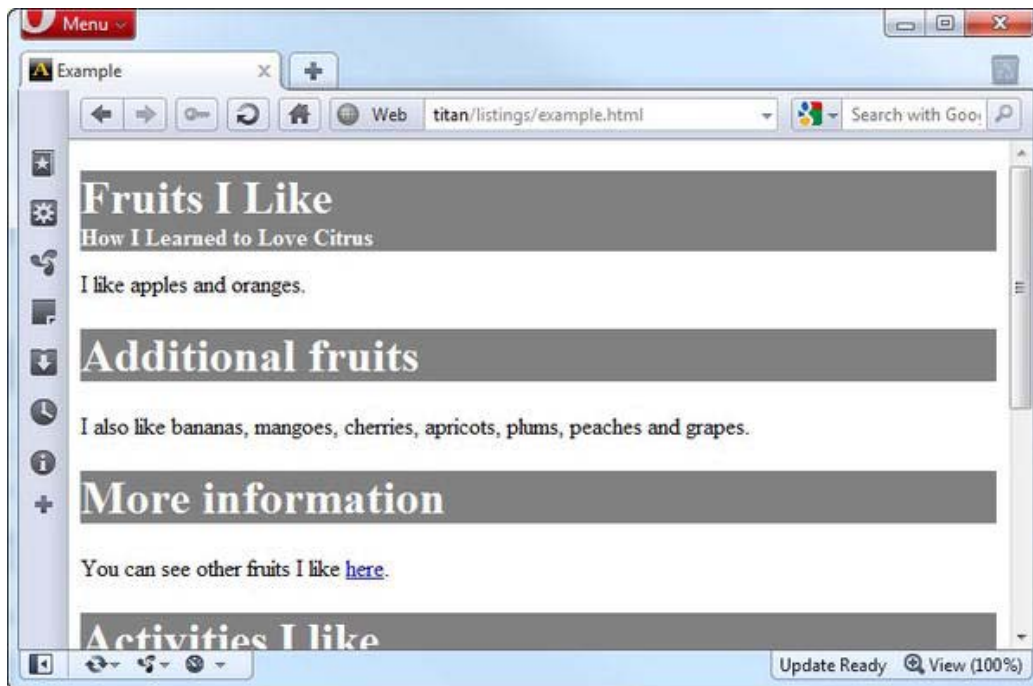 Menu
Example
Web
titan/listings/example.html
Search with Goo
Fruits I Like
How I Learned to Love Citrus
I like apples and oranges.
Additional fruits
I also like bananas, mangoes, cherries, apricots, plums, peaches and grapes.
More information
You can see other fruits I like here.
Activities I like
Update Ready
View (100%)